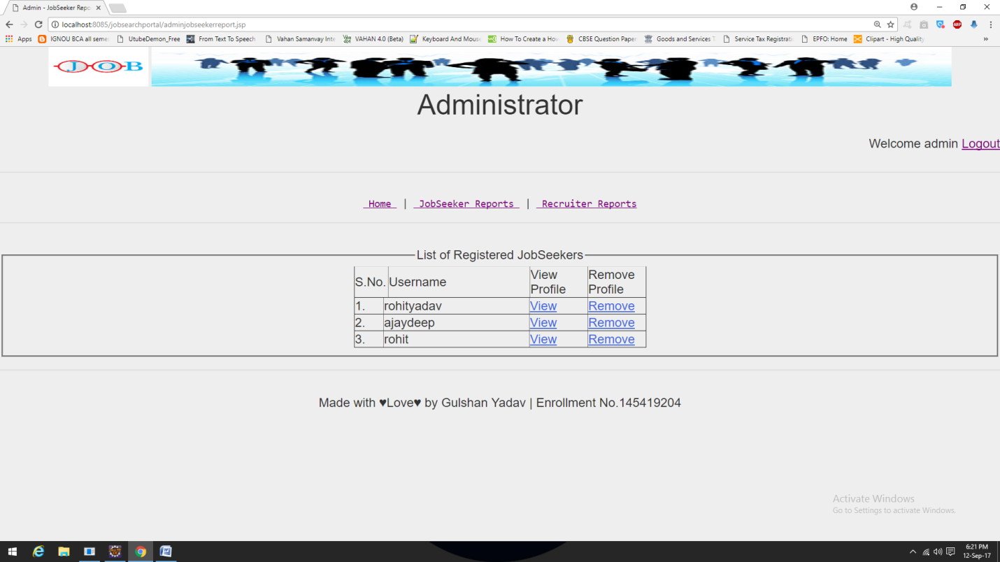 Admin - JobSeeker Repo
localhost:8085/jobsearchportal/adminjobseekerreport.jsp
Apps IGNOU BCA all semes UtubeDemon_Free From Text To Speech Vahan Samanvay Inte VAHAN 4.0 (Beta) Keyboard And Mouse How To Create a How CBSE Question Paper Goods and Services T Service Tax Registrati EPFO: Home Clipart - High Quality »
JOB
Administrator
Welcome admin Logout
Home | JobSeeker Reports | Recruiter Reports
List of Registered JobSeekers
S.No. Username View Profile Remove Profile
1. rohityadav View Remove
2. ajaydeep View Remove
3. rohit View Remove
Made with ♥Love♥ by Gulshan Yadav | Enrollment No.145419204
Activate Windows
Go to Settings to activate Windows.
6:21 PM
12-Sep-17